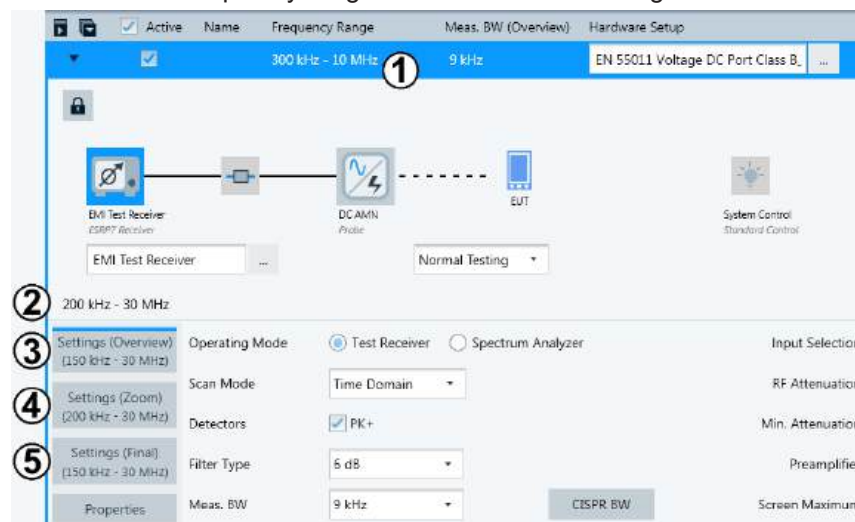 Active Name Frequency Range Meas. BW (Overview) Hardware Setup
300 kHz - 10 MHz 1 9 kHz EN 55011 Voltage DC Port Class B_ ...
EMI Test Receiver DC AMN EUT System Control
ESRP7 Receiver Probe Standard Control
EMI Test Receiver ... Normal Testing
2 200 kHz - 30 MHz
3 Settings (Overview) Operating Mode Test Receiver Spectrum Analyzer Input Selection
(150 kHz - 30 MHz)
Scan Mode Time Domain RF Attenuation
4 Settings (Zoom)
(200 kHz - 30 MHz) Detectors PK+ Min. Attenuation
5 Settings (Final) Filter Type 6 dB Preamplifie
(150 kHz - 30 MHz)
Properties Meas. BW 9 kHz CISPR BW Screen Maximum